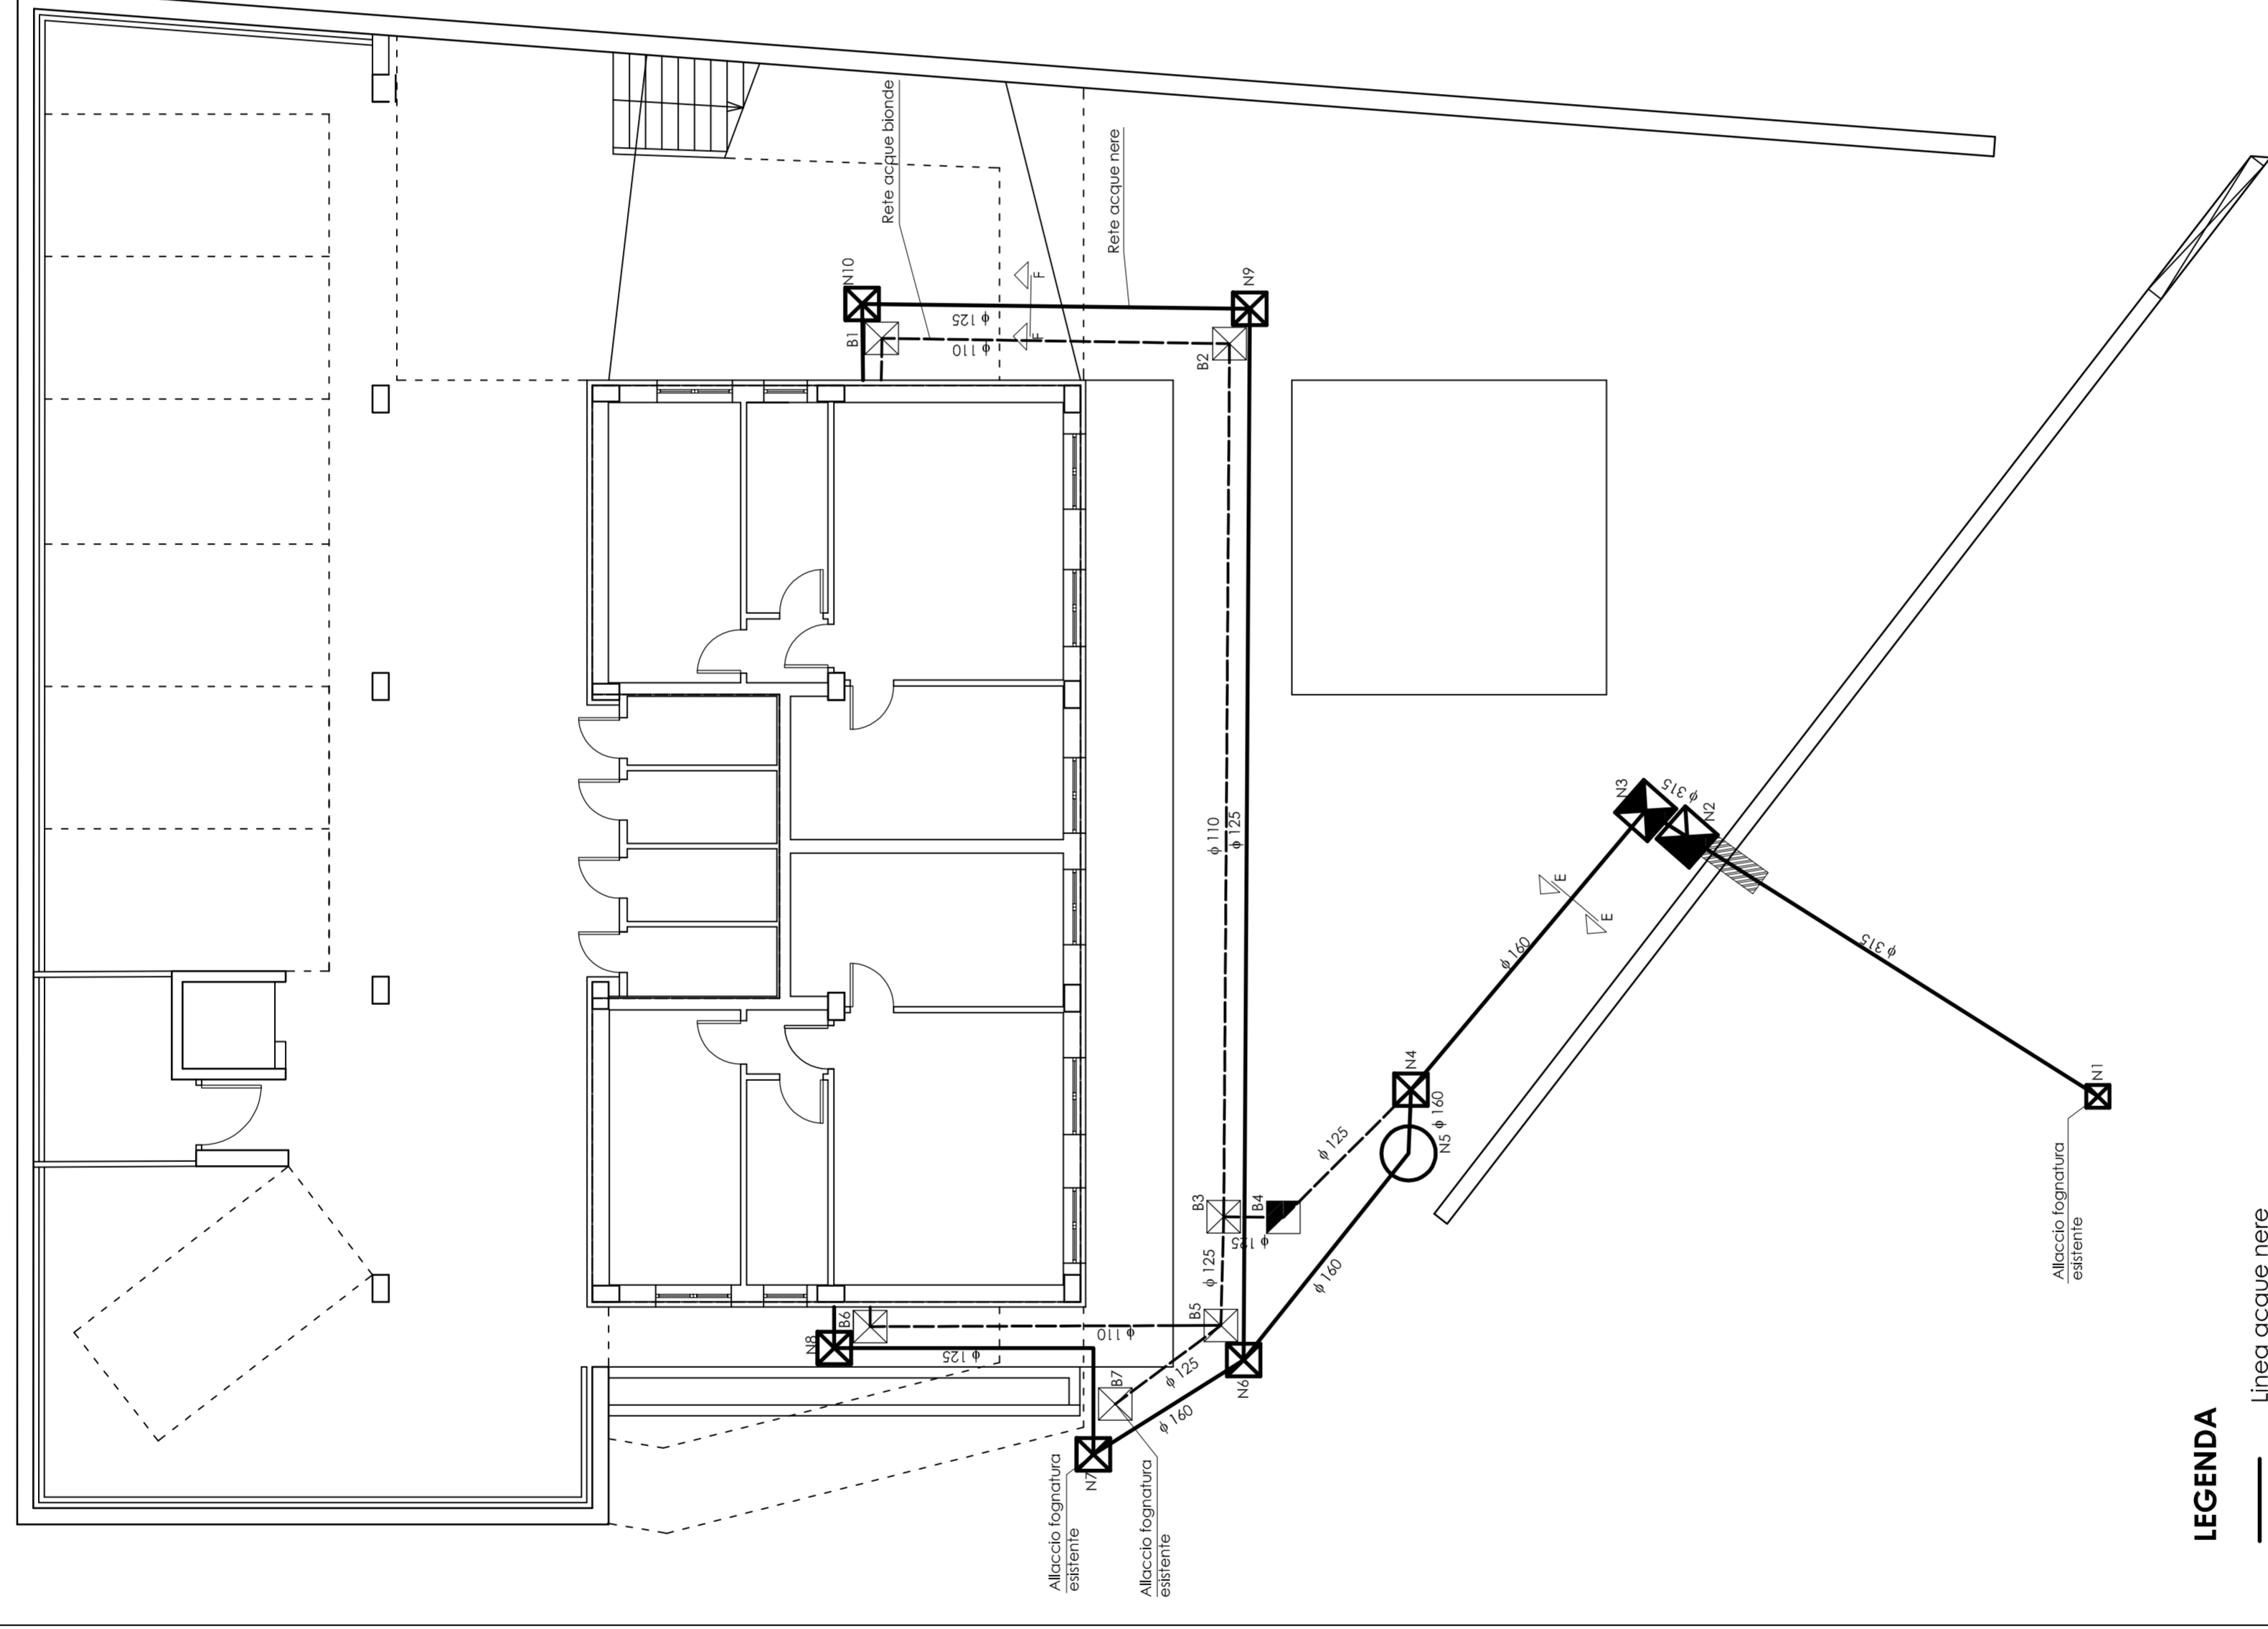 Rete acque bionde
Rete acque nere
N10
B1
N9
B2
ϕ 125
ϕ 110
F
F
ϕ 110
ϕ 125
N3
ϕ 315
N2
E
E
ϕ 160
ϕ 315
N4
N5 ϕ 160
ϕ 125
N1
B3
B4
ϕ 125
ϕ 125
ϕ 160
B5
B6
N8
ϕ 110
ϕ 125
B7
ϕ 125
N6
ϕ 160
N7
Allaccio fognatura
esistente
Allaccio fognatura
esistente
Allaccio fognatura
esistente
LEGENDA
Linea acque nere